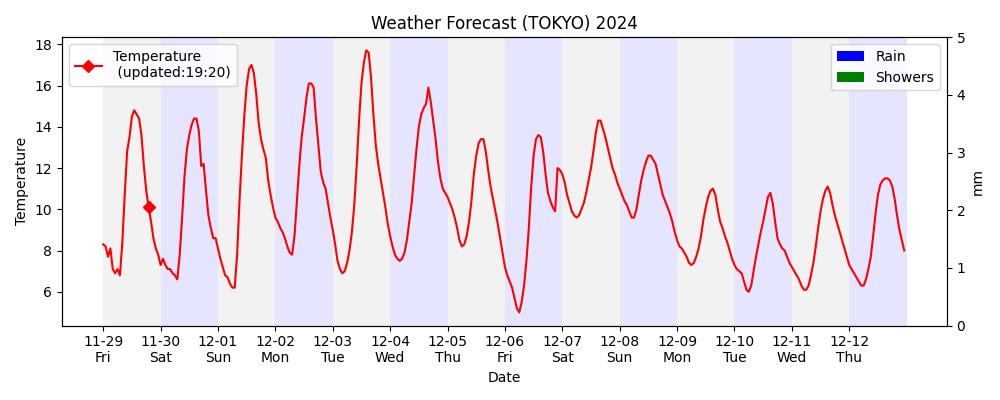 Weather Forecast (TOKYO) 2024
Temperature
(updated:19:20)
Rain
Showers
18
16
14
12
10
8
6
Temperature
5
4
3
2
1
0
mm
11-29 11-30 12-01 12-02 12-03 12-04 12-05 12-06 12-07 12-08 12-09 12-10 12-11 12-12
Fri Sat Sun Mon Tue Wed Thu Fri Sat Sun Mon Tue Wed Thu
Date